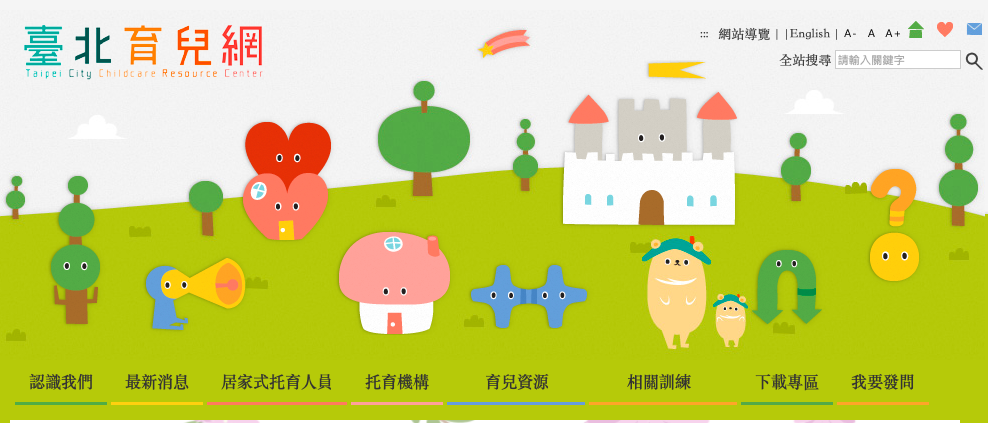 臺北育兒網
Taipei City Childcare Resource Center
::: 網站導覽 | |English | A- A A+
全站搜尋 請輸入關鍵字
認識我們 最新消息 居家式托育人員 托育機構 育兒資源 相關訓練 下載專區 我要發問